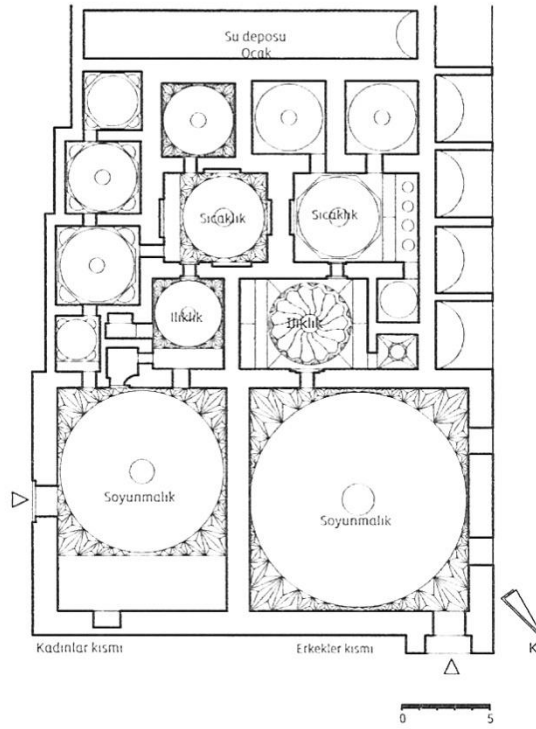 Su deposu
Ocak
Sıcaklık
Sıcaklık
Ilıklık
Ilıklık
Soyunmalık
Soyunmalık
Kadınlar kısmı
Erkekler kısmı
K
0
5